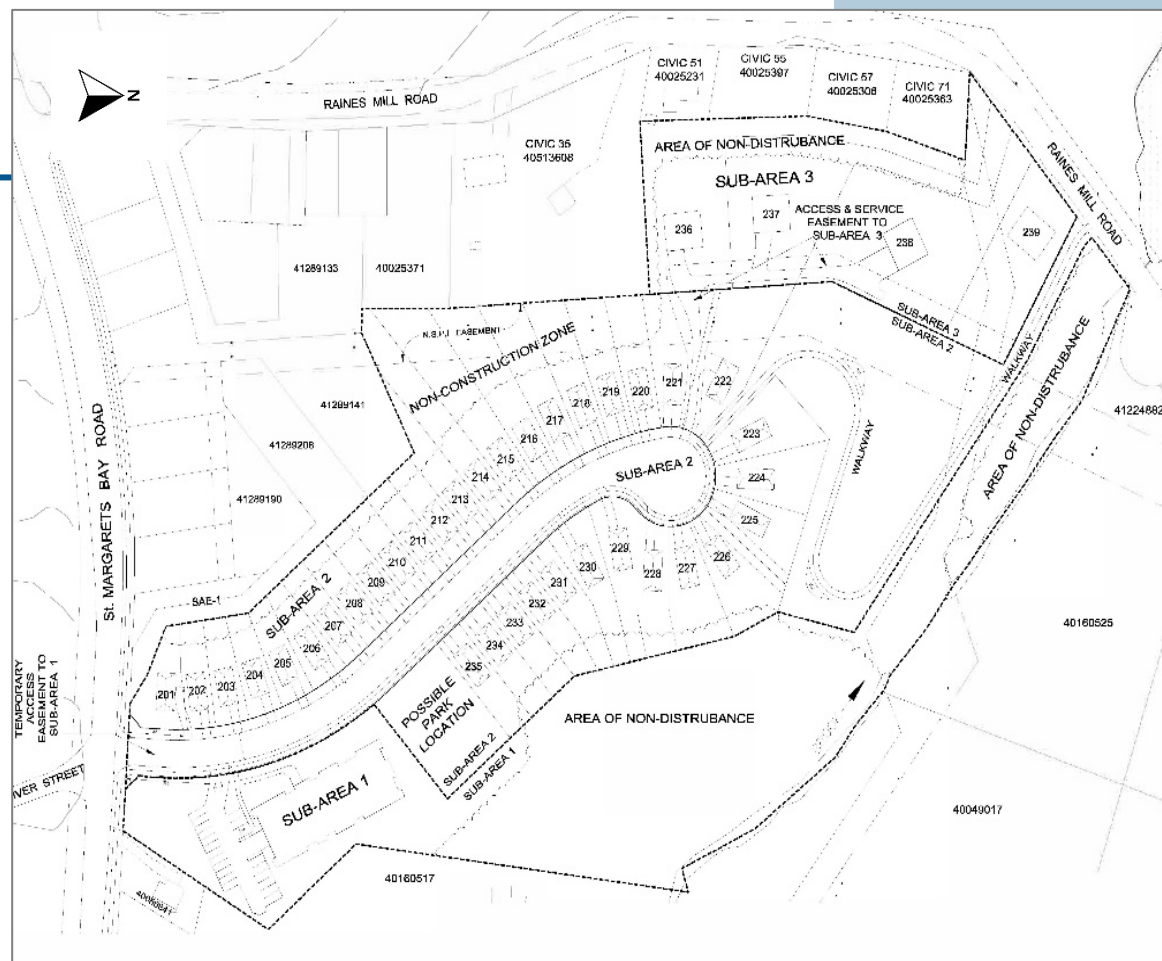 N
RAINES MILL ROAD
CIVIC 51
40025231
CIVIC 55
40025397
CIVIC 57
40025306
CIVIC 71
40025363
CIVIC 35
40513608
AREA OF NON-DISTRUBANCE
SUB-AREA 3
RAINES MILL ROAD
236
237
ACCESS & SERVICE
EASEMENT TO
SUB-AREA 3
238
239
41289133
40025371
SUB-AREA 3
SUB-AREA 2
N.S.P.I. EASEMENT
NON-CONSTRUCTION ZONE
WALKWAY
AREA OF NON-DISTRUBANCE
41224882
St. MARGARETS BAY ROAD
41289141
41289208
41289190
217
218
219
220
221
222
223
224
225
226
227
228
229
230
231
232
233
234
235
216
215
214
213
212
211
210
209
208
207
206
205
204
203
202
201
SUB-AREA 2
WALKWAY
SAE-1
SUB-AREA 2
40160525
TEMPORARY
ACCESS
EASEMENT TO
SUB-AREA 1
POSSIBLE
PARK
LOCATION
SUB-AREA 2
SUB-AREA 1
AREA OF NON-DISTRUBANCE
IVER STREET
SUB-AREA 1
40049017
40160517